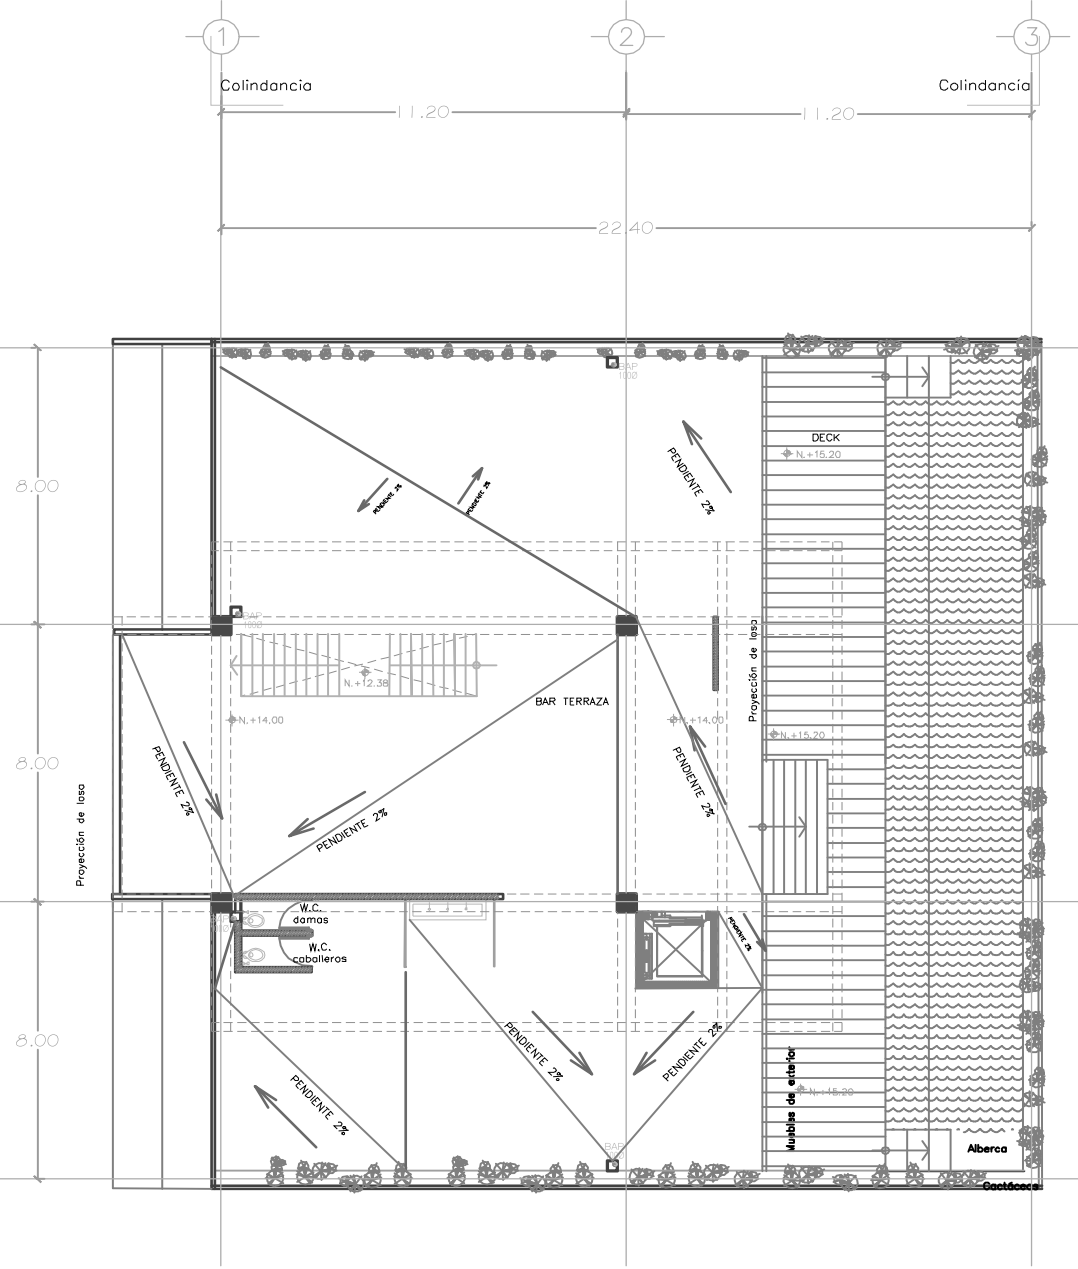 1
2
3
Colindancia
Colindancía
11.20
11.20
22.40
BAP
100Ø
8.00
DECK
N.+15.20
PENDIENTE 2%
PENDIENTE 2%
PENDIENTE 2%
BAP
100Ø
N.+12.38
Proyección de losa
BAR TERRAZA
N.+14.00
N.+14.00
N.+15.20
8.00
PENDIENTE 2%
PENDIENTE 2%
PENDIENTE 2%
Proyección de losa
W.C.
damas
W.C.
caballeros
PENDIENTE 2%
8.00
PENDIENTE 2%
PENDIENTE 2%
PENDIENTE 2%
Muebles de exterior
N.+15.20
BAP
Alberca
Cactáceas